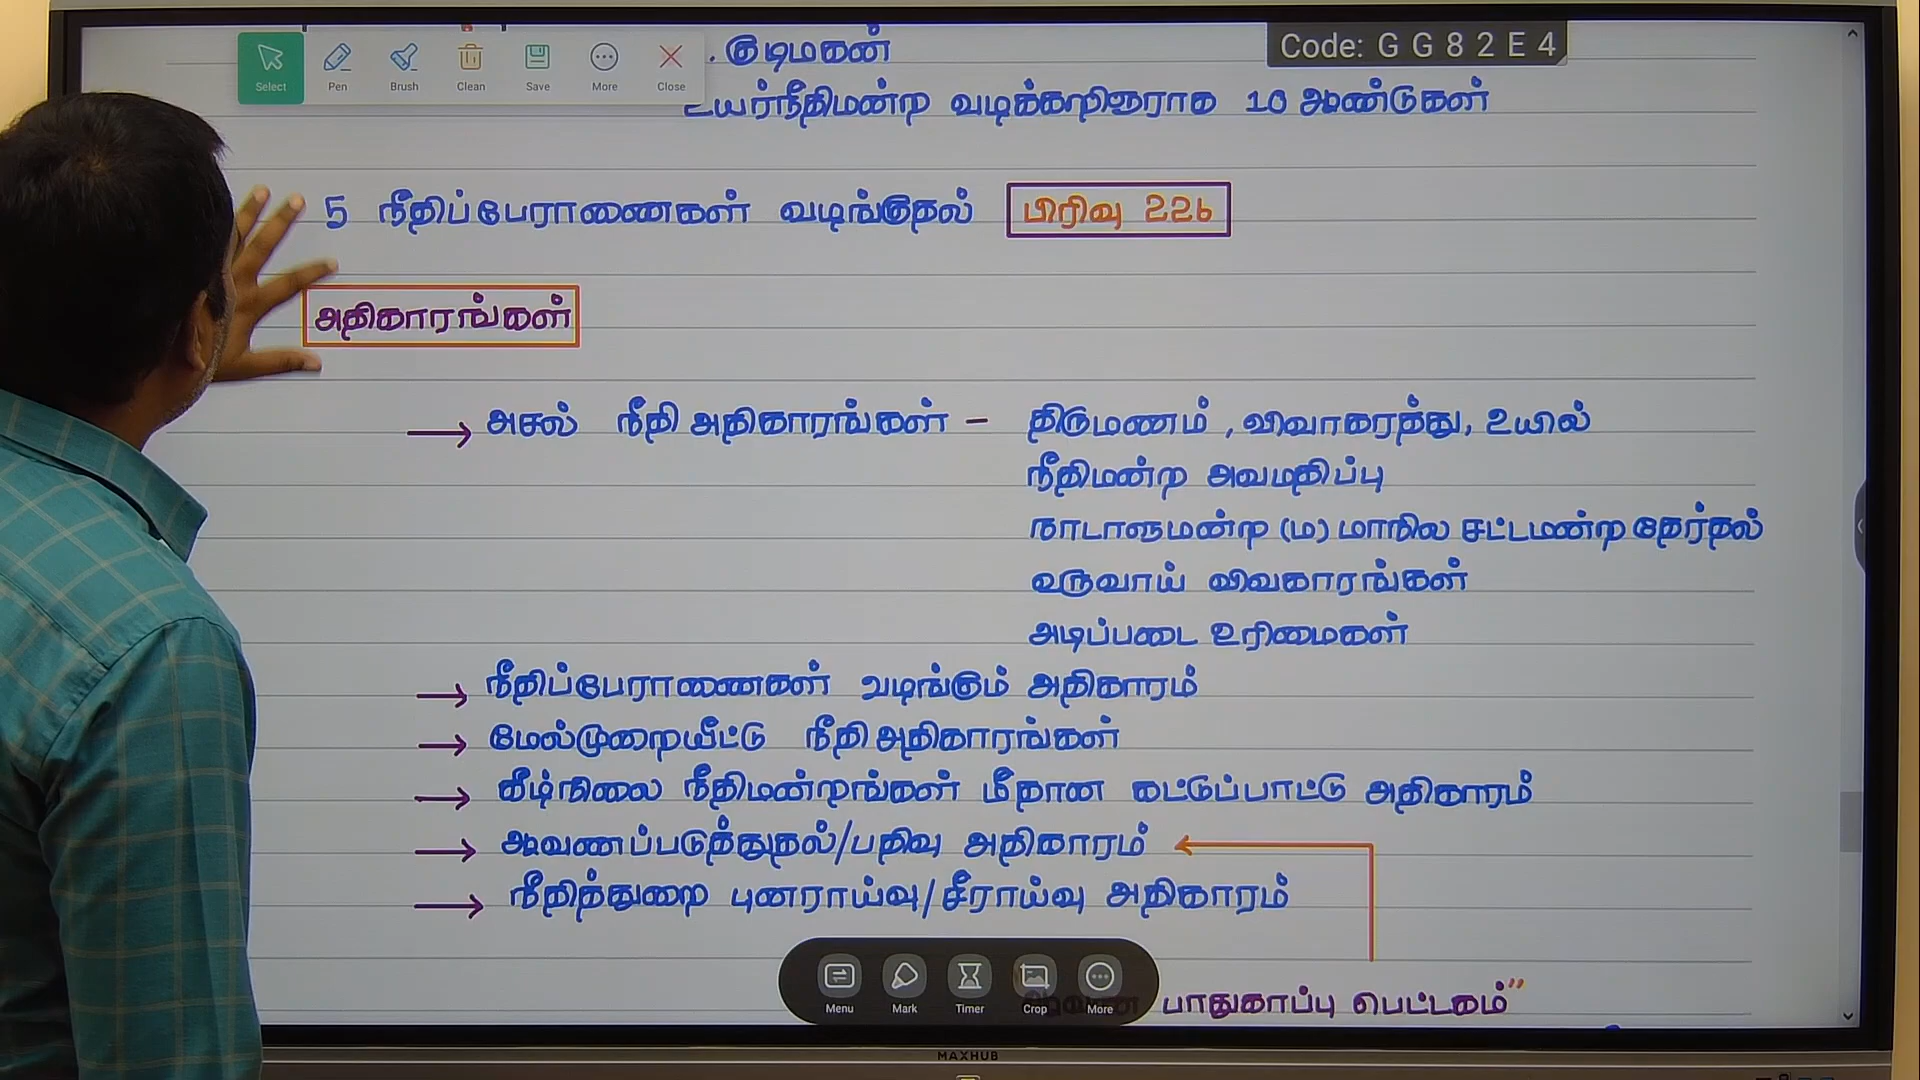 . குடிமகன்
Code: G G 8 2 E 4
Select Pen Brush Clean Save More Close
உயர்நீதிமன்ற வழக்கறிஞராக 10 ஆண்டுகள்
5 நீதிப்பேராணைகள் வழங்குதல் பிரிவு 226
அதிகாரங்கள்
→ அசல் நீதி அதிகாரங்கள் – திருமணம், விவாகரத்து, உயில்
நீதிமன்ற அவமதிப்பு
நாடாளுமன்ற (ம) மாநில சட்டமன்ற தேர்தல்
வருவாய் விவகாரங்கள்
அடிப்படை உரிமைகள்
→ நீதிப்பேராணைகள் வழங்கும் அதிகாரம்
→ மேல்முறையீட்டு நீதி அதிகாரங்கள்
→ கீழ்நிலை நீதிமன்றங்கள் மீதான கட்டுப்பாட்டு அதிகாரம்
→ ஆவணப்படுத்துதல்/பதிவு அதிகாரம்
→ நீதித்துறை புனராய்வு/சீராய்வு அதிகாரம்
Menu Mark Timer Crop More
ஆவண பாதுகாப்பு பெட்டகம்"
MAXHUB